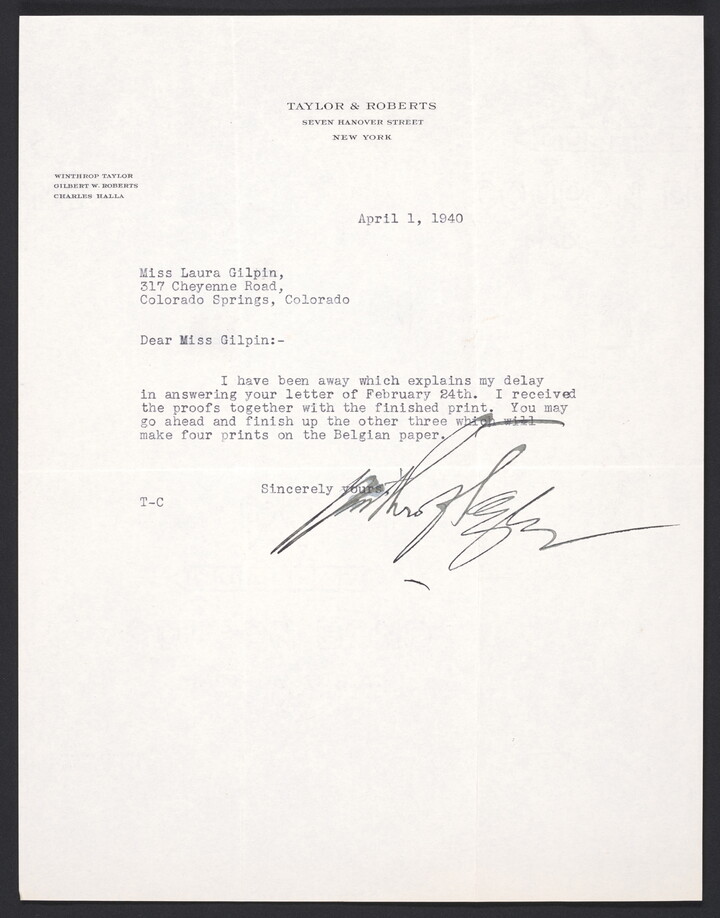 TAYLOR & ROBERTS
SEVEN HANOVER STREET
NEW YORK
WINTHROP TAYLOR
GILBERT W. ROBERTS
CHARLES HALLA
April 1, 1940
Miss Laura Gilpin,
317 Cheyenne Road,
Colorado Springs, Colorado
Dear Miss Gilpin:-
I have been away which explains my delay
in answering your letter of February 24th. I received
the proofs together with the finished print. You may
go ahead and finish up the other three which will
make four prints on the Belgian paper.
Sincerely yours,
Winthrop Taylor
T-C